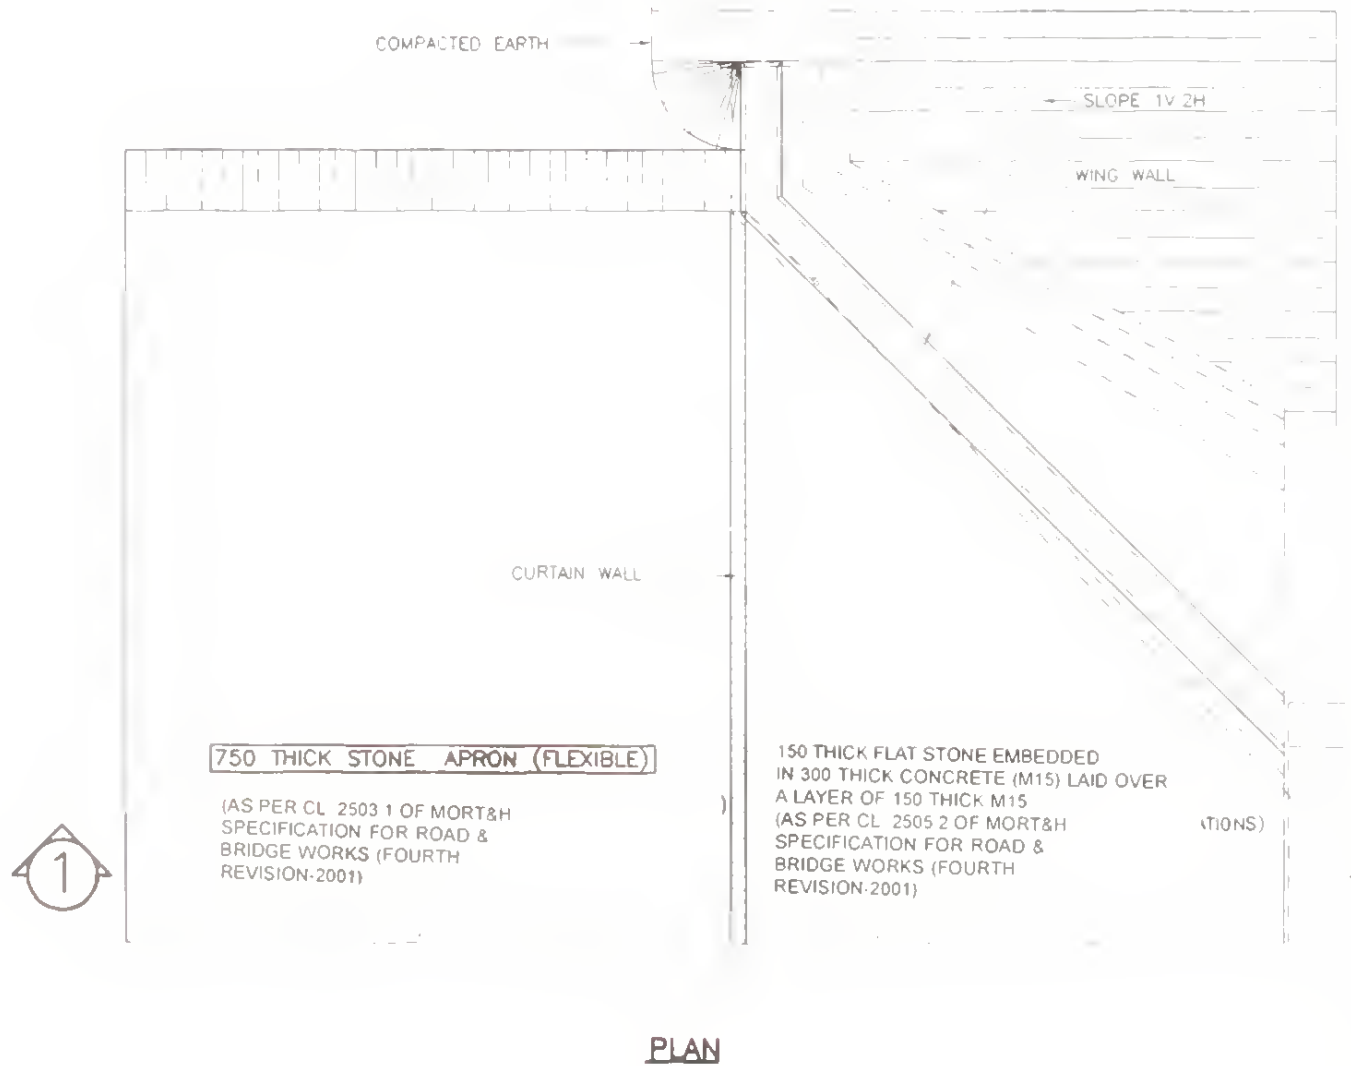 COMPACTED EARTH
SLOPE 1V 2H
WING WALL
CURTAIN WALL
750 THICK STONE APRON (FLEXIBLE)
(AS PER CL 2503 1 OF MORT&H
SPECIFICATION FOR ROAD &
BRIDGE WORKS (FOURTH
REVISION-2001)
)
150 THICK FLAT STONE EMBEDDED
IN 300 THICK CONCRETE (M15) LAID OVER
A LAYER OF 150 THICK M15
(AS PER CL 2505 2 OF MORT&H
SPECIFICATION FOR ROAD &
BRIDGE WORKS (FOURTH
REVISION-2001)
TIONS)
1
PLAN